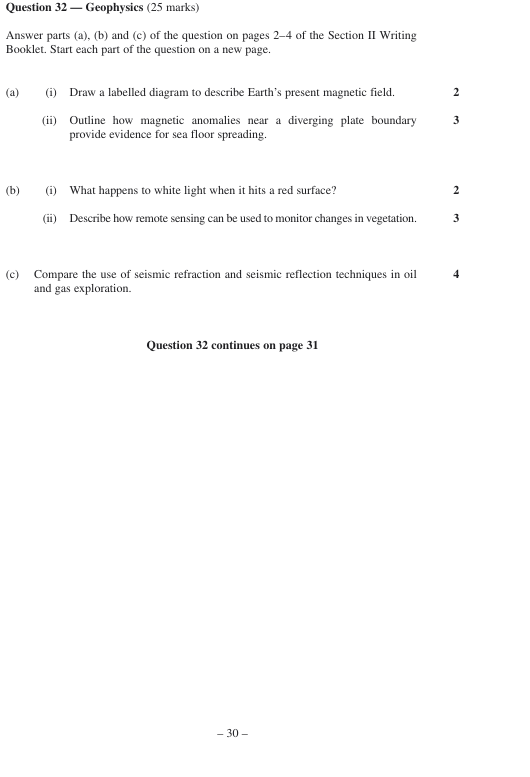 Question 32 — Geophysics (25 marks)
Answer parts (a), (b) and (c) of the question on pages 2–4 of the Section II Writing
Booklet. Start each part of the question on a new page.
(a) (i) Draw a labelled diagram to describe Earth’s present magnetic field. 2
(ii) Outline how magnetic anomalies near a diverging plate boundary 3
provide evidence for sea floor spreading.
(b) (i) What happens to white light when it hits a red surface? 2
(ii) Describe how remote sensing can be used to monitor changes in vegetation. 3
(c) Compare the use of seismic refraction and seismic reflection techniques in oil 4
and gas exploration.
Question 32 continues on page 31
– 30 –